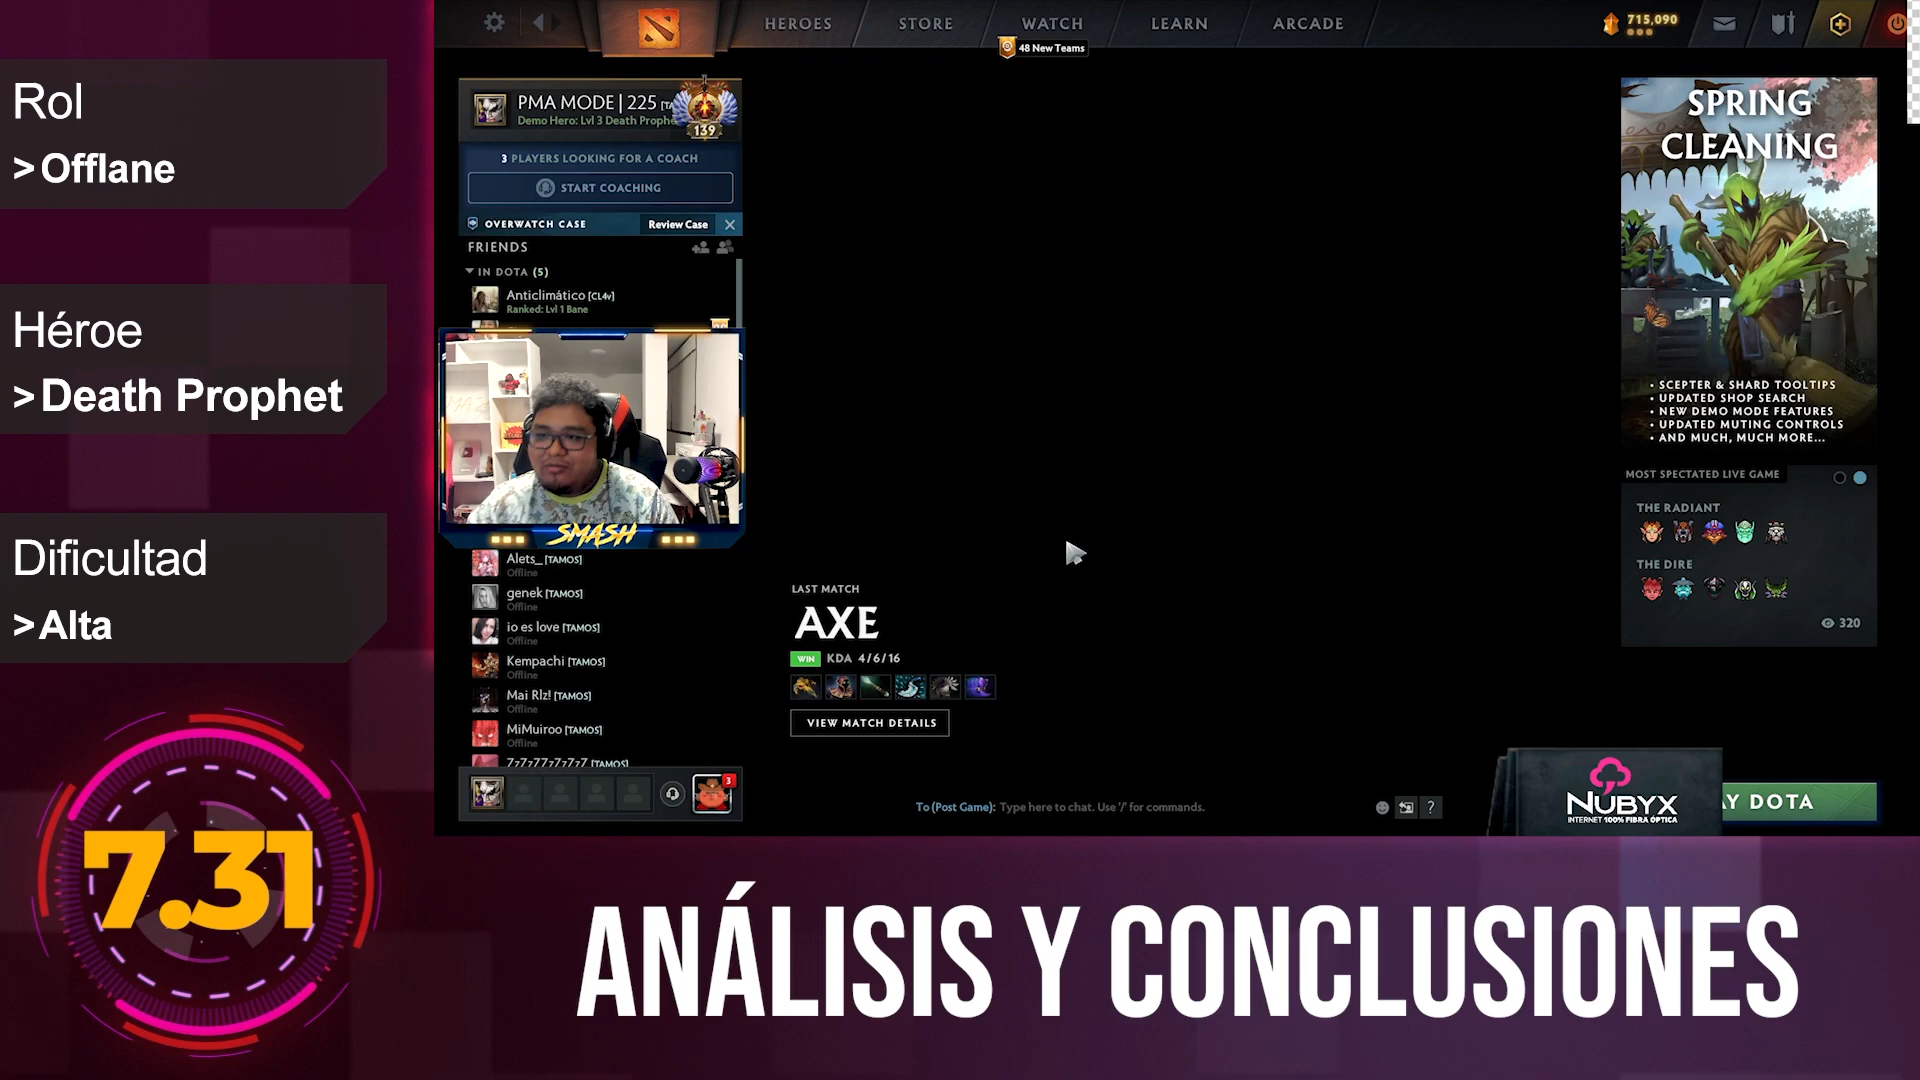 Rol
>Offlane
Héroe
>Death Prophet
Dificultad
>Alta
7.31
HEROES
STORE
WATCH
LEARN
ARCADE
48 New Teams
715,090
PMA MODE | 225
Demo Hero: Lvl 3 Death Prophe
139
3 PLAYERS LOOKING FOR A COACH
START COACHING
OVERWATCH CASE
Review Case
FRIENDS
IN DOTA (5)
Anticlimático [CL4v]
Ranked: Lvl 1 Bane
SMASH
Alets_ [TAMOS]
Offline
genek [TAMOS]
Offline
io es love [TAMOS]
Offline
Kempachi [TAMOS]
Offline
Mai Rlz! [TAMOS]
Offline
MiMuiroo [TAMOS]
Offline
3
LAST MATCH
AXE
WIN KDA 4/6/16
VIEW MATCH DETAILS
To (Post Game): Type here to chat. Use '/' for commands.
?
SPRING
CLEANING
• SCEPTER & SHARD TOOLTIPS
• UPDATED SHOP SEARCH
• NEW DEMO MODE FEATURES
• UPDATED MUTING CONTROLS
• AND MUCH, MUCH MORE...
MOST SPECTATED LIVE GAME
THE RADIANT
THE DIRE
320
NUBYX
INTERNET 100% FIBRA ÓPTICA
AY DOTA
ANÁLISIS Y CONCLUSIONES